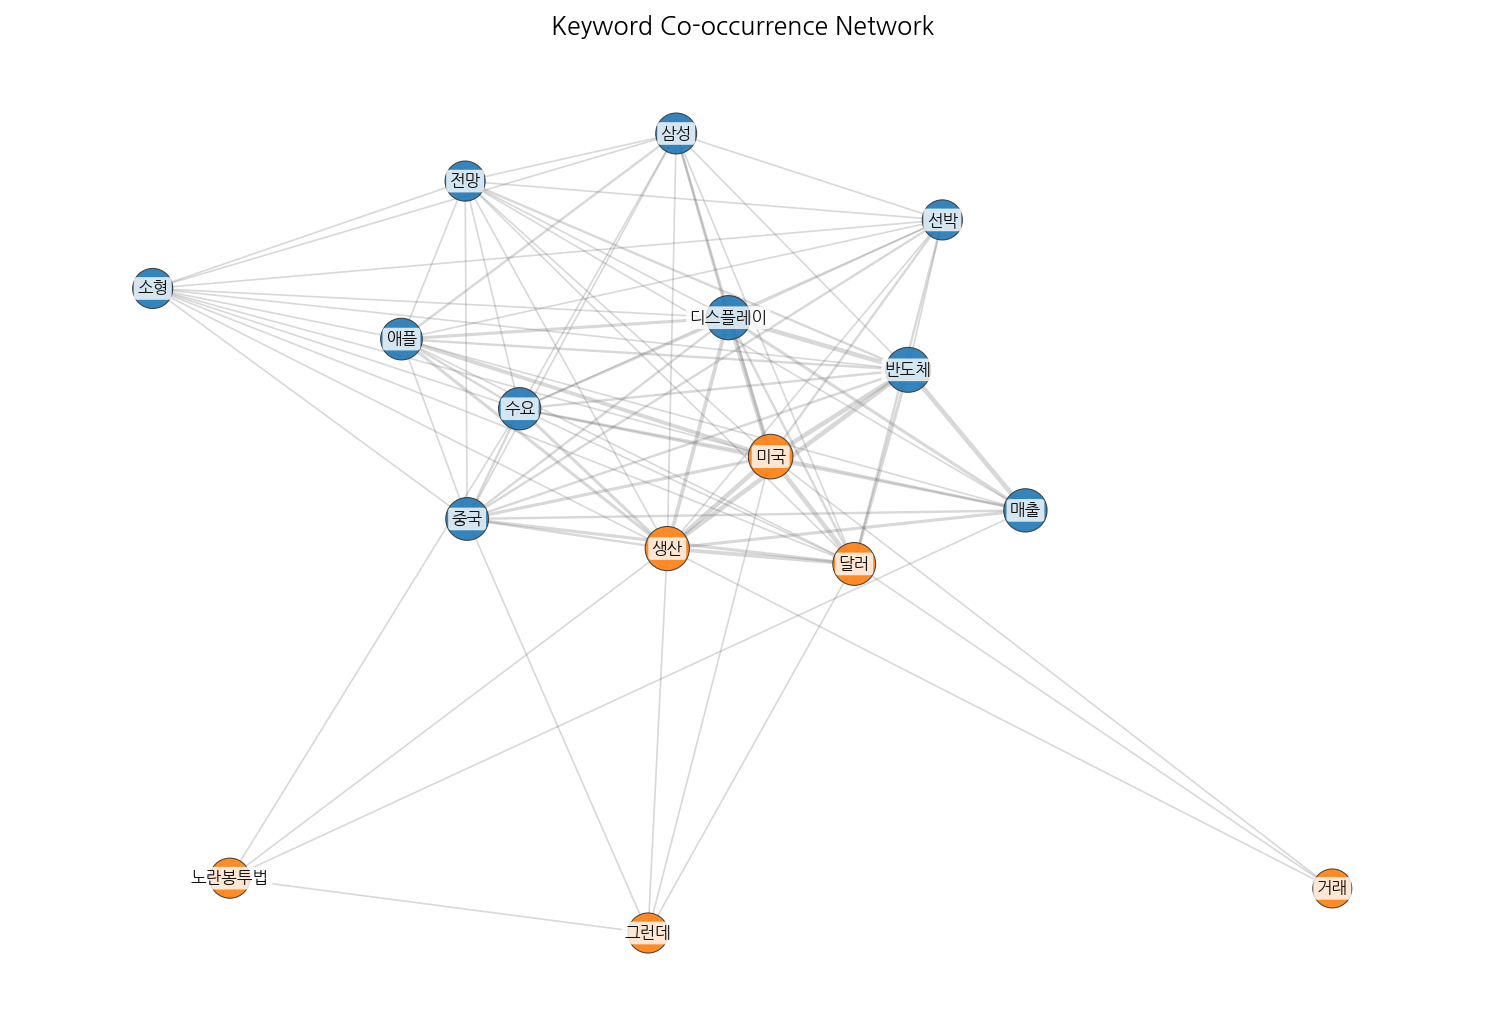 Keyword Co-occurrence Network
삼성
전망
선박
소형
디스플레이
애플
반도체
수요
미국
매출
중국
생산
달러
노란봉투법
거래
그런데